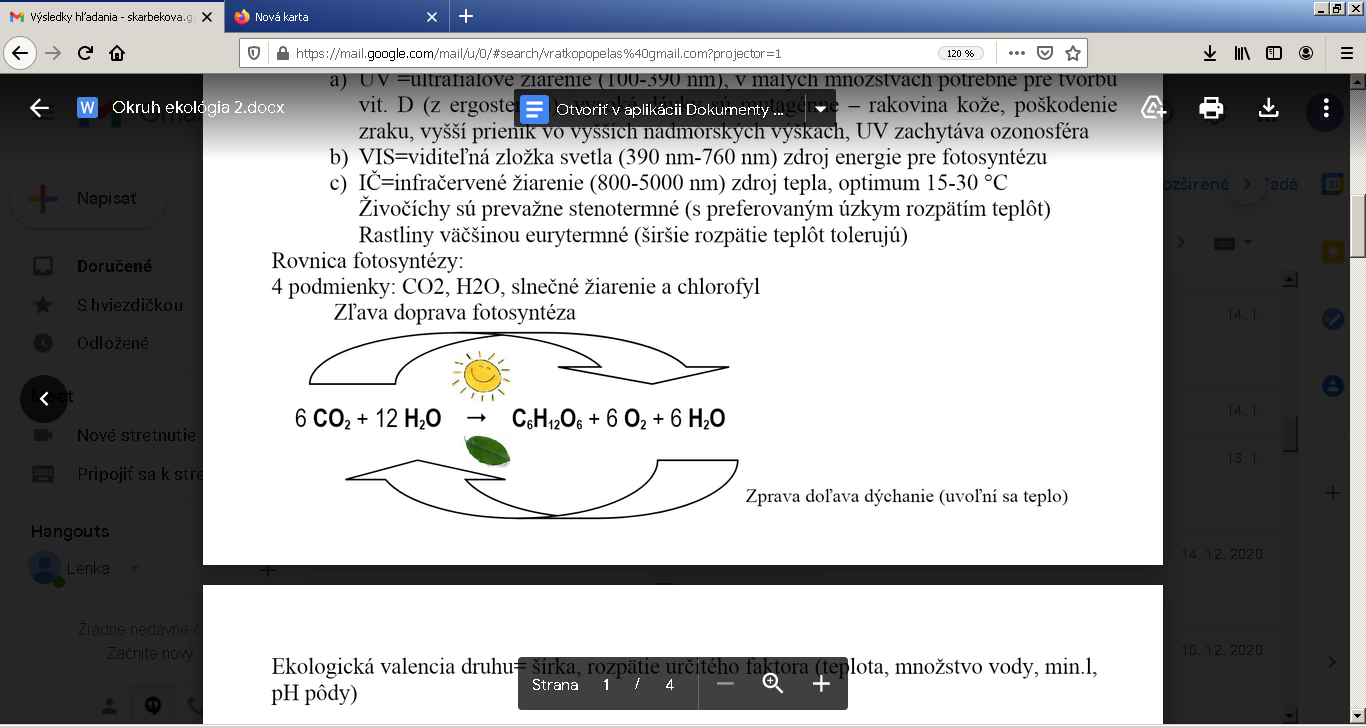 Výsledky hľadania - skarbekova.g
Nová karta
https://mail.google.com/mail/u/0/#search/vratkopopelas%40gmail.com?projector=1
120 %
Okruh ekológia 2.docx
Otvoriť v aplikácii Dokumenty ...
Napísať
Doručené
S hviezdičkou
Odložené
Nové stretnutie
Pripojiť sa k stre
Hangouts
Lenka
Žiadne nedávne č
Začnite nový
a) UV =ultrafialové žiarenie (100-390 nm), v malých množstvách potrebné pre tvorbu
vit. D (z ergoster mutagénne – rakovina kože, poškodenie
zraku, vyšší prienik vo vyšších nadmorských výškach, UV zachytáva ozonosféra
b) VIS=viditeľná zložka svetla (390 nm-760 nm) zdroj energie pre fotosyntézu
c) IČ=infračervené žiarenie (800-5000 nm) zdroj tepla, optimum 15-30 °C
Živočíchy sú prevažne stenotermné (s preferovaným úzkym rozpätím teplôt)
Rastliny väčšinou eurytermné (širšie rozpätie teplôt tolerujú)
Rovnica fotosyntézy:
4 podmienky: CO2, H2O, slnečné žiarenie a chlorofyl
Zľava doprava fotosyntéza
6 CO₂ + 12 H₂O → C₆H₁₂O₆ + 6 O₂ + 6 H₂O
Zprava doľava dýchanie (uvoľní sa teplo)
Ekologická valencia druhu= šírka, rozpätie určitého faktora (teplota, množstvo vody, min.l,
pH pôdy)
Strana 1 / 4
ozšírené
31
14. 1.
14. 1.
13. 1.
14. 12. 2020
10. 12. 2020